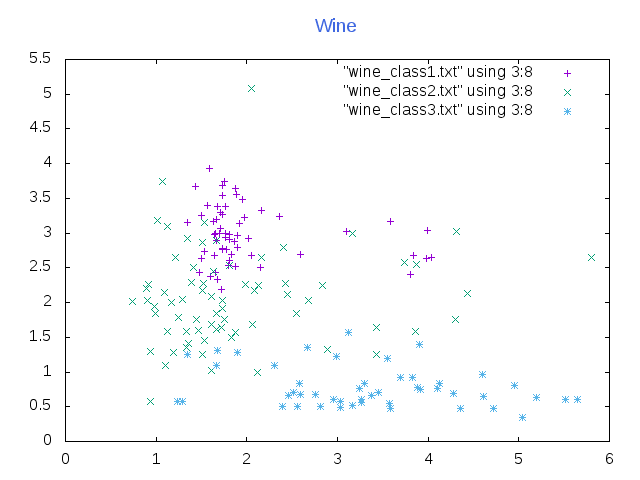 Wine
"wine_class1.txt" using 3:8
"wine_class2.txt" using 3:8
"wine_class3.txt" using 3:8
5.5
5
4.5
4
3.5
3
2.5
2
1.5
1
0.5
0
0 1 2 3 4 5 6